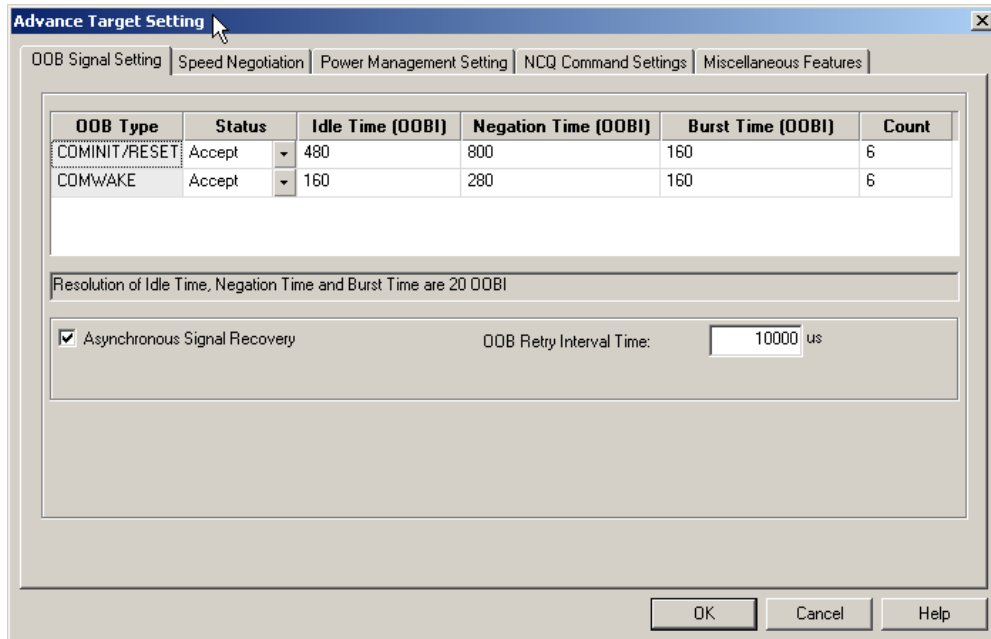 Advance Target Setting
OOB Signal Setting Speed Negotiation Power Management Setting NCQ Command Settings Miscellaneous Features
OOB Type Status Idle Time (OOBI) Negation Time (OOBI) Burst Time (OOBI) Count
COMINIT/RESET Accept 480 800 160 6
COMWAKE Accept 160 280 160 6
Resolution of Idle Time, Negation Time and Burst Time are 20 OOBI
Asynchronous Signal Recovery OOB Retry Interval Time: 10000 us
OK Cancel Help